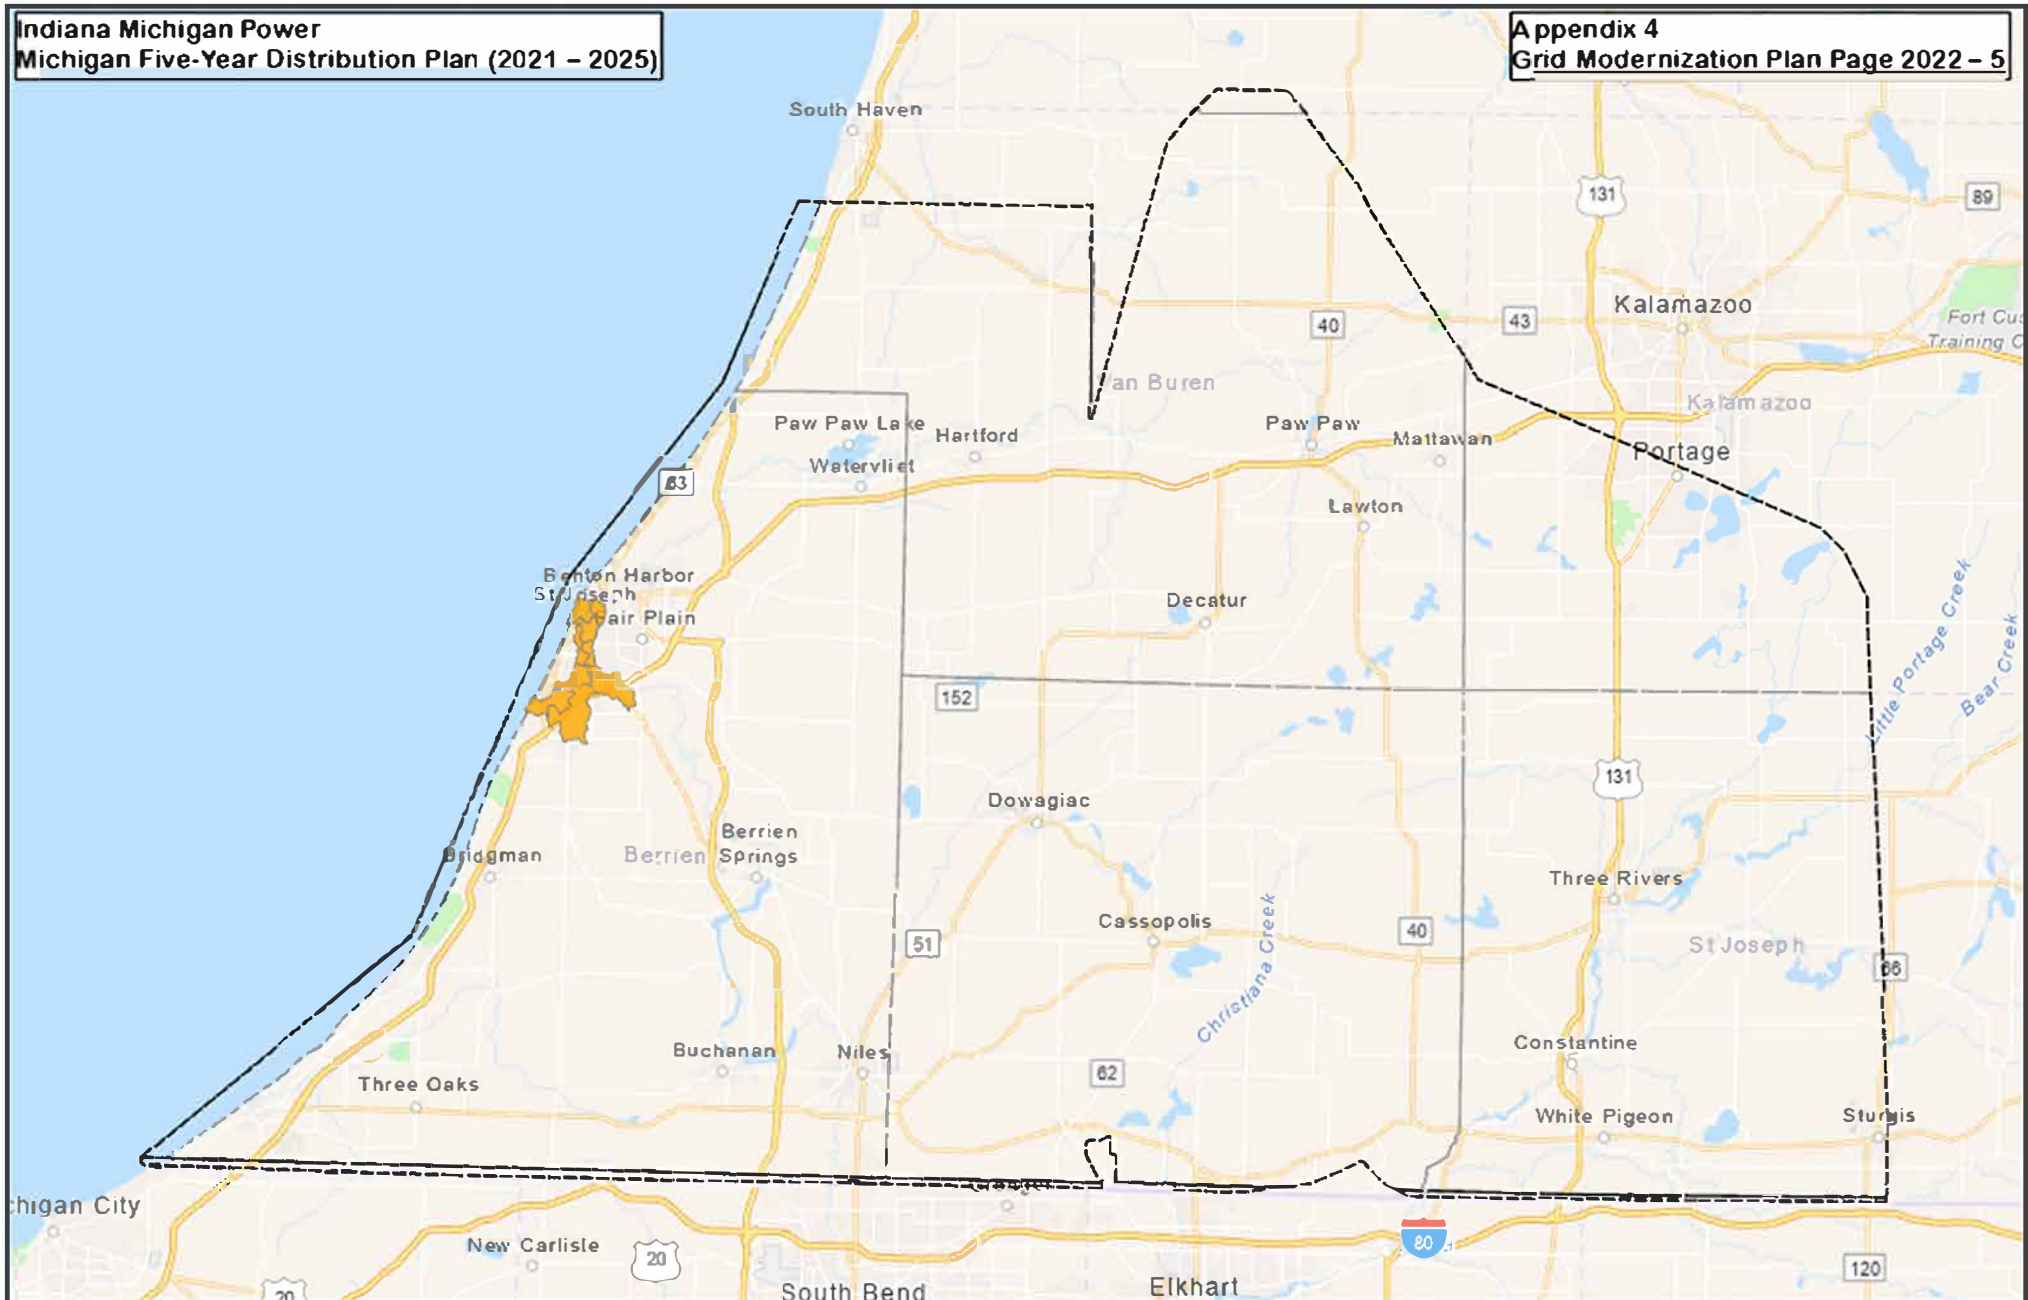 Indiana Michigan Power
Michigan Five-Year Distribution Plan (2021 – 2025)
Appendix 4
Grid Modernization Plan Page 2022 – 5
South Haven
131
89
Kalamazoo
40
43
Fort Cus
Training C
an Buren
Kalamazoo
Paw Paw Lake
Hartford
Paw Paw
Mattawan
Portage
Watervliet
63
Lawton
Benton Harbor
St Joseph
Fair Plain
Decatur
Little Portage Creek
Bear Creek
152
131
Dowagiac
Berrien
Springs
Bridgman
Berrien
Three Rivers
Cassopolis
Christiana Creek
51
40
St Joseph
66
Constantine
Buchanan
Niles
62
Three Oaks
White Pigeon
Sturgis
chigan City
New Carlisle
20
80
120
20
South Bend
Elkhart